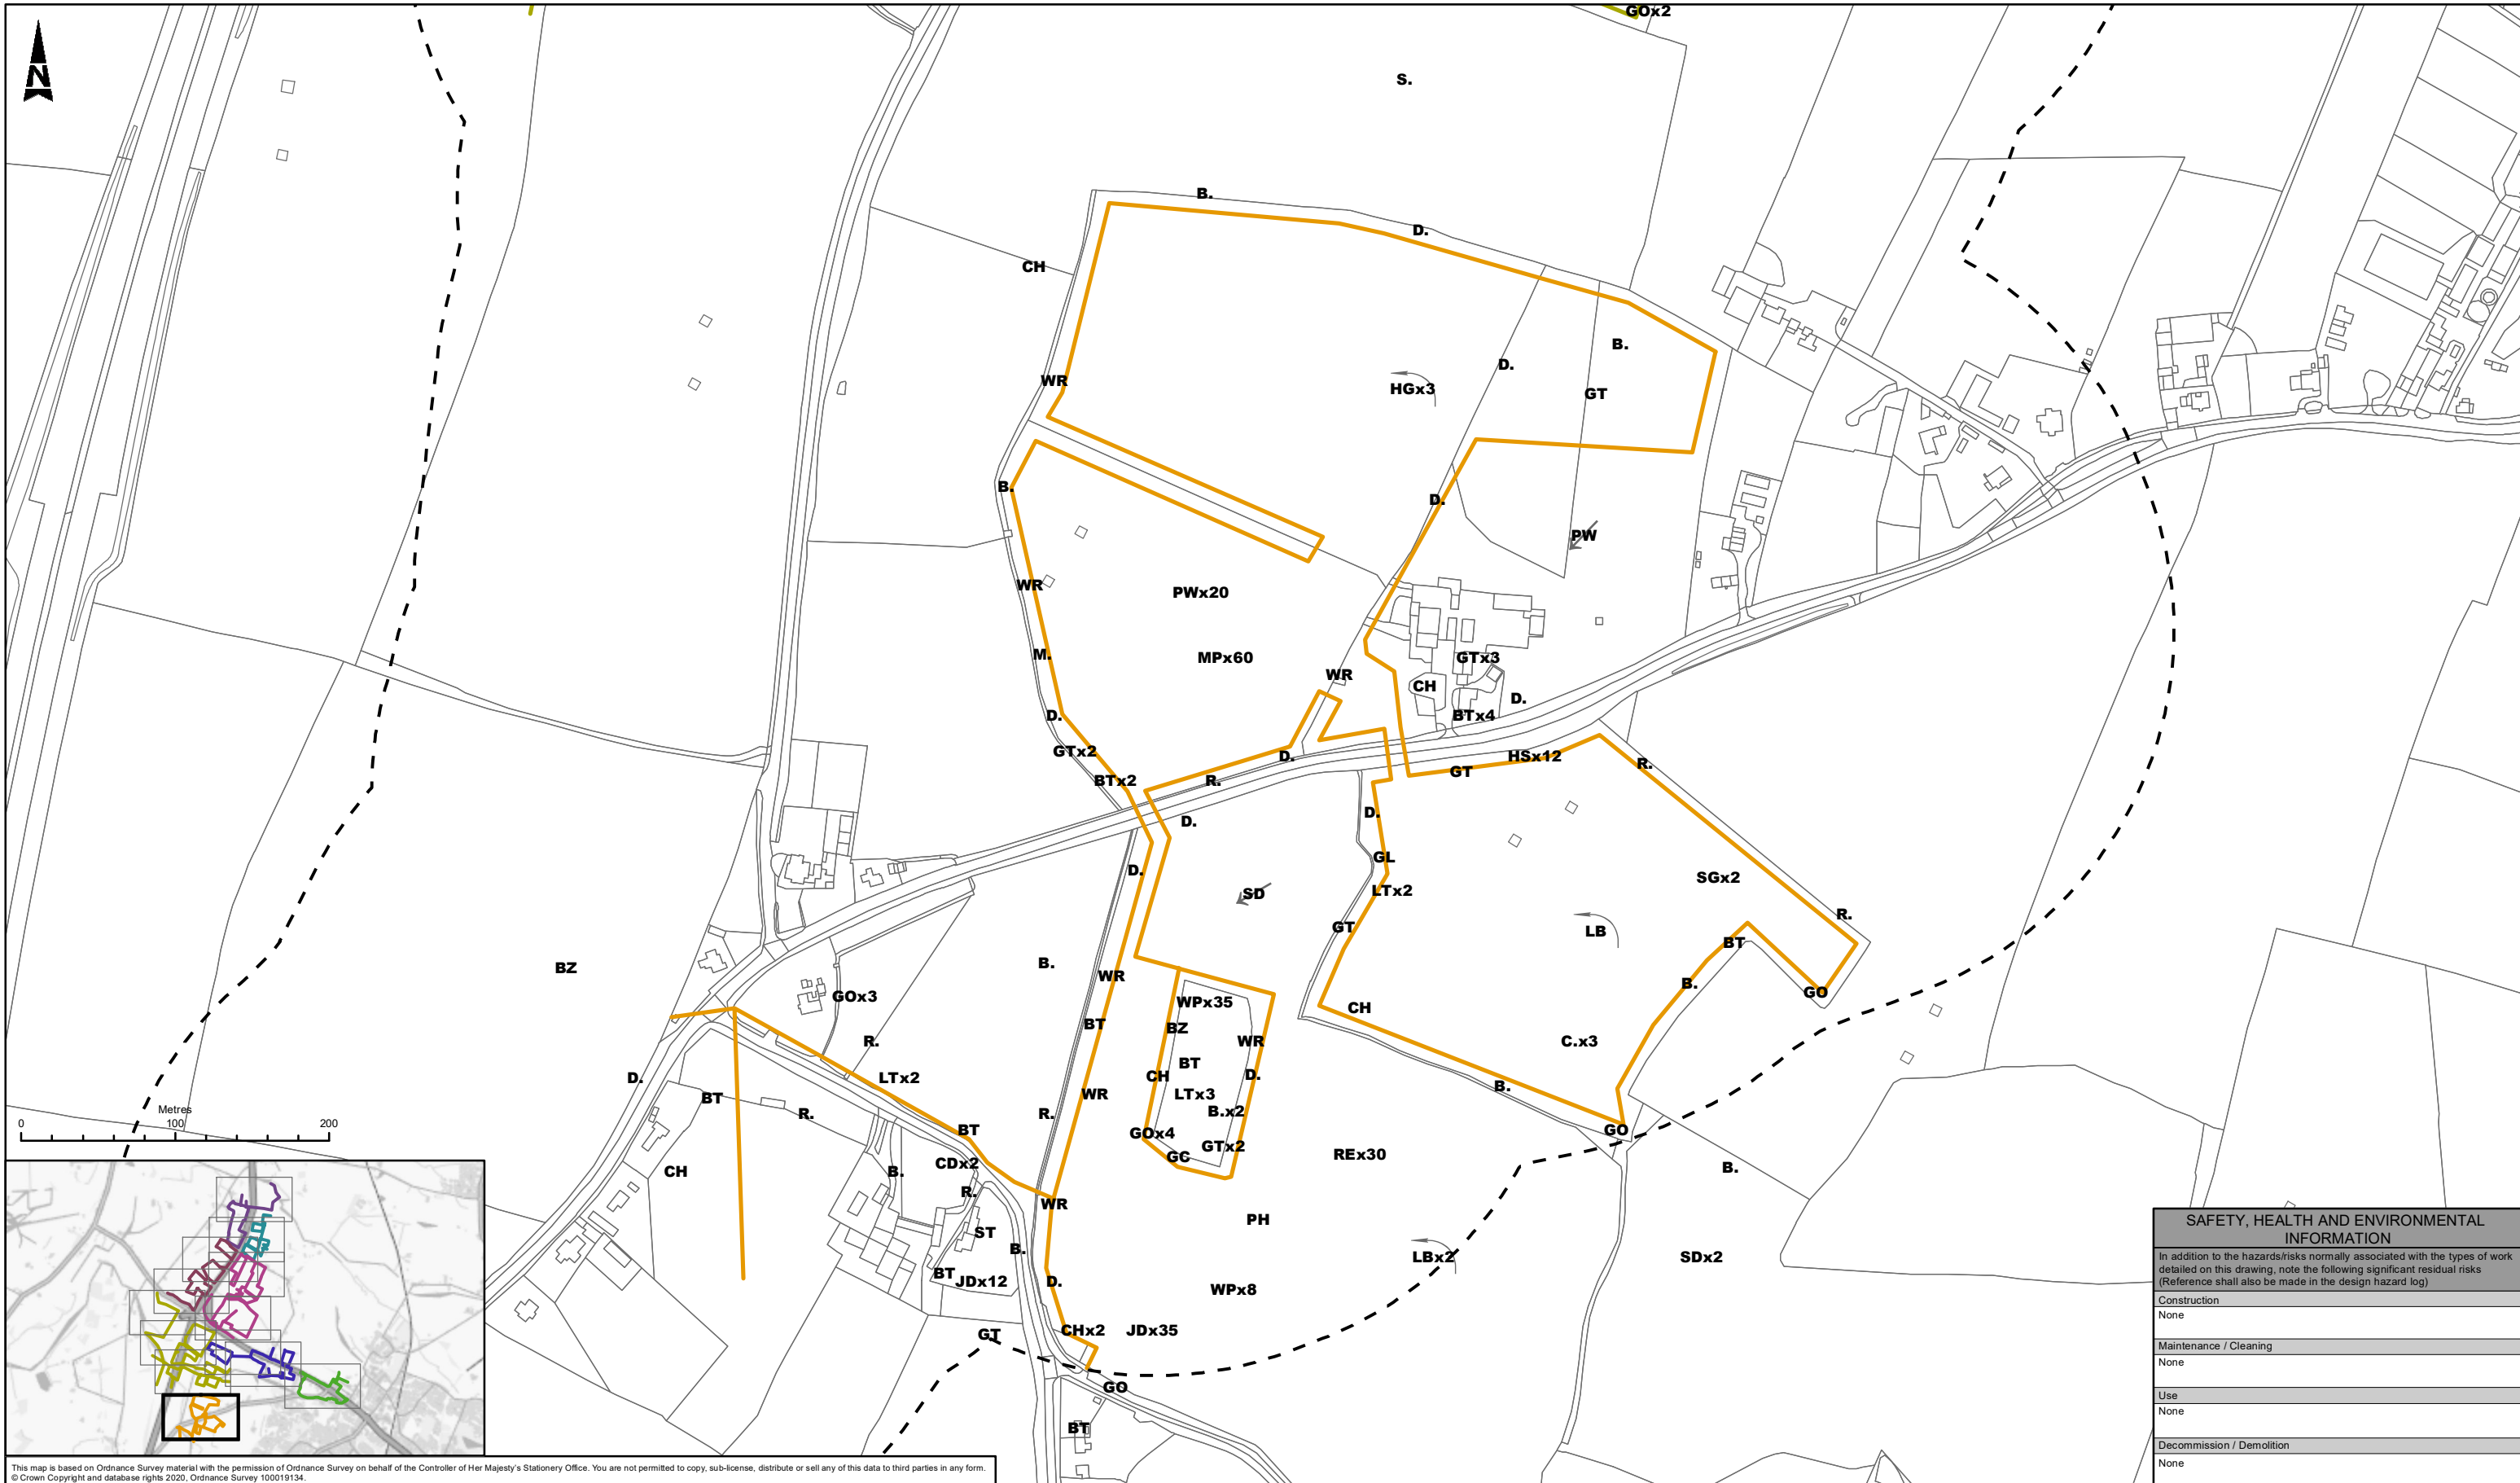 N
GOx2
S.
B.
D.
CH
B.
D.
WR
HGx3
GT
B.
D.
PW
WR
PWx20
M.
MPx60
GTx3
WR
CH
D.
D.
BTx4
GTx2
D.
HSx12
R.
GT
BTx2
R.
D.
D.
GL
D.
SGx2
LTx2
SD
R.
GT
LB
BT
BZ
B.
WR
B.
GO
GOx3
WPx35
CH
BT
BZ
R.
WR
C.x3
BT
D.
LTx2
CH
D.
B.
BT
LTx3
WR
R.
R.
B.x2
BT
GOx4
GO
GTx2
GC
REx30
CDx2
B.
CH
B.
R.
WR
PH
ST
B.
LBx2
SDx2
BT
JDx12
D.
WPx8
GT
CHx2
JDx35
GO
BT
Metres
0 100 200
SAFETY, HEALTH AND ENVIRONMENTAL
INFORMATION
In addition to the hazards/risks normally associated with the types of work
detailed on this drawing, note the following significant residual risks
(Reference shall also be made in the design hazard log)
Construction
None
Maintenance / Cleaning
None
Use
None
Decommission / Demolition
None
This map is based on Ordnance Survey material with the permission of Ordnance Survey on behalf of the Controller of Her Majesty's Stationery Office. You are not permitted to copy, sub-license, distribute or sell any of this data to third parties in any form.
© Crown Copyright and database rights 2020, Ordnance Survey 100019134.